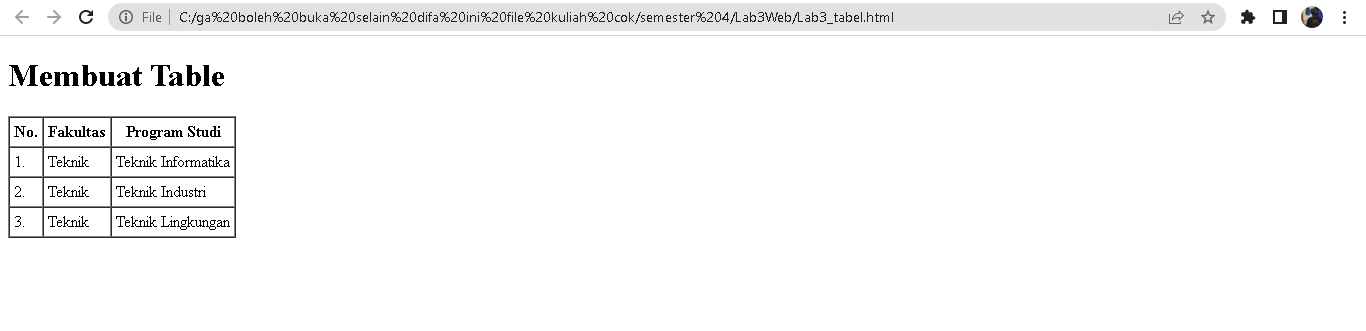 File C:/ga%20boleh%20buka%20selain%20difa%20ini%20file%20kuliah%20cok/semester%204/Lab3Web/Lab3_tabel.html
Membuat Table
No. Fakultas Program Studi
1. Teknik Teknik Informatika
2. Teknik Teknik Industri
3. Teknik Teknik Lingkungan